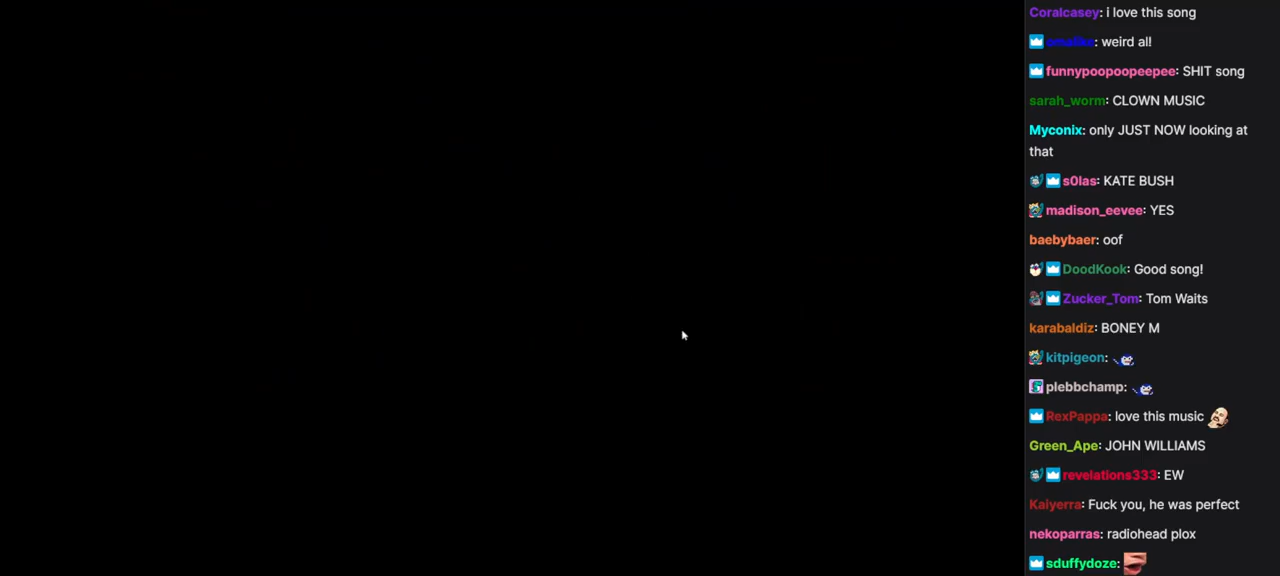 Coralcasey: i love this song
omalike: weird al!
funnypoopoopeepee: SHIT song
sarah_worm: CLOWN MUSIC
Myconix: only JUST NOW looking at
that
s0las: KATE BUSH
madison_eevee: YES
baebybaer: oof
DoodKook: Good song!
Zucker_Tom: Tom Waits
karabaldiz: BONEY M
kitpigeon:
plebbchamp:
RexPappa: love this music
Green_Ape: JOHN WILLIAMS
revelations333: EW
Kaiyerra: Fuck you, he was perfect
nekoparras: radiohead plox
sduffydoze: